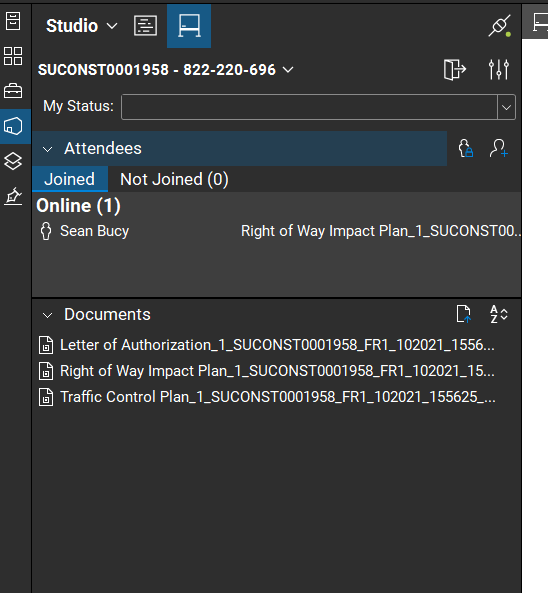 Studio
SUCONST0001958 - 822-220-696
My Status:
Attendees
Joined Not Joined (0)
Online (1)
Sean Bucy Right of Way Impact Plan_1_SUCONST00..
Documents
A
Z
Letter of Authorization_1_SUCONST0001958_FR1_102021_1556...
Right of Way Impact Plan_1_SUCONST0001958_FR1_102021_15...
Traffic Control Plan_1_SUCONST0001958_FR1_102021_155625_...